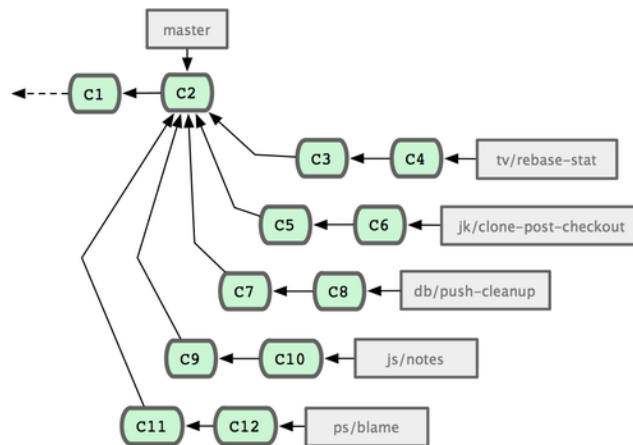 master
C1 C2
C3 C4 tv/rebase-stat
C5 C6 jk/clone-post-checkout
C7 C8 db/push-cleanup
C9 C10 js/notes
C11 C12 ps/blame